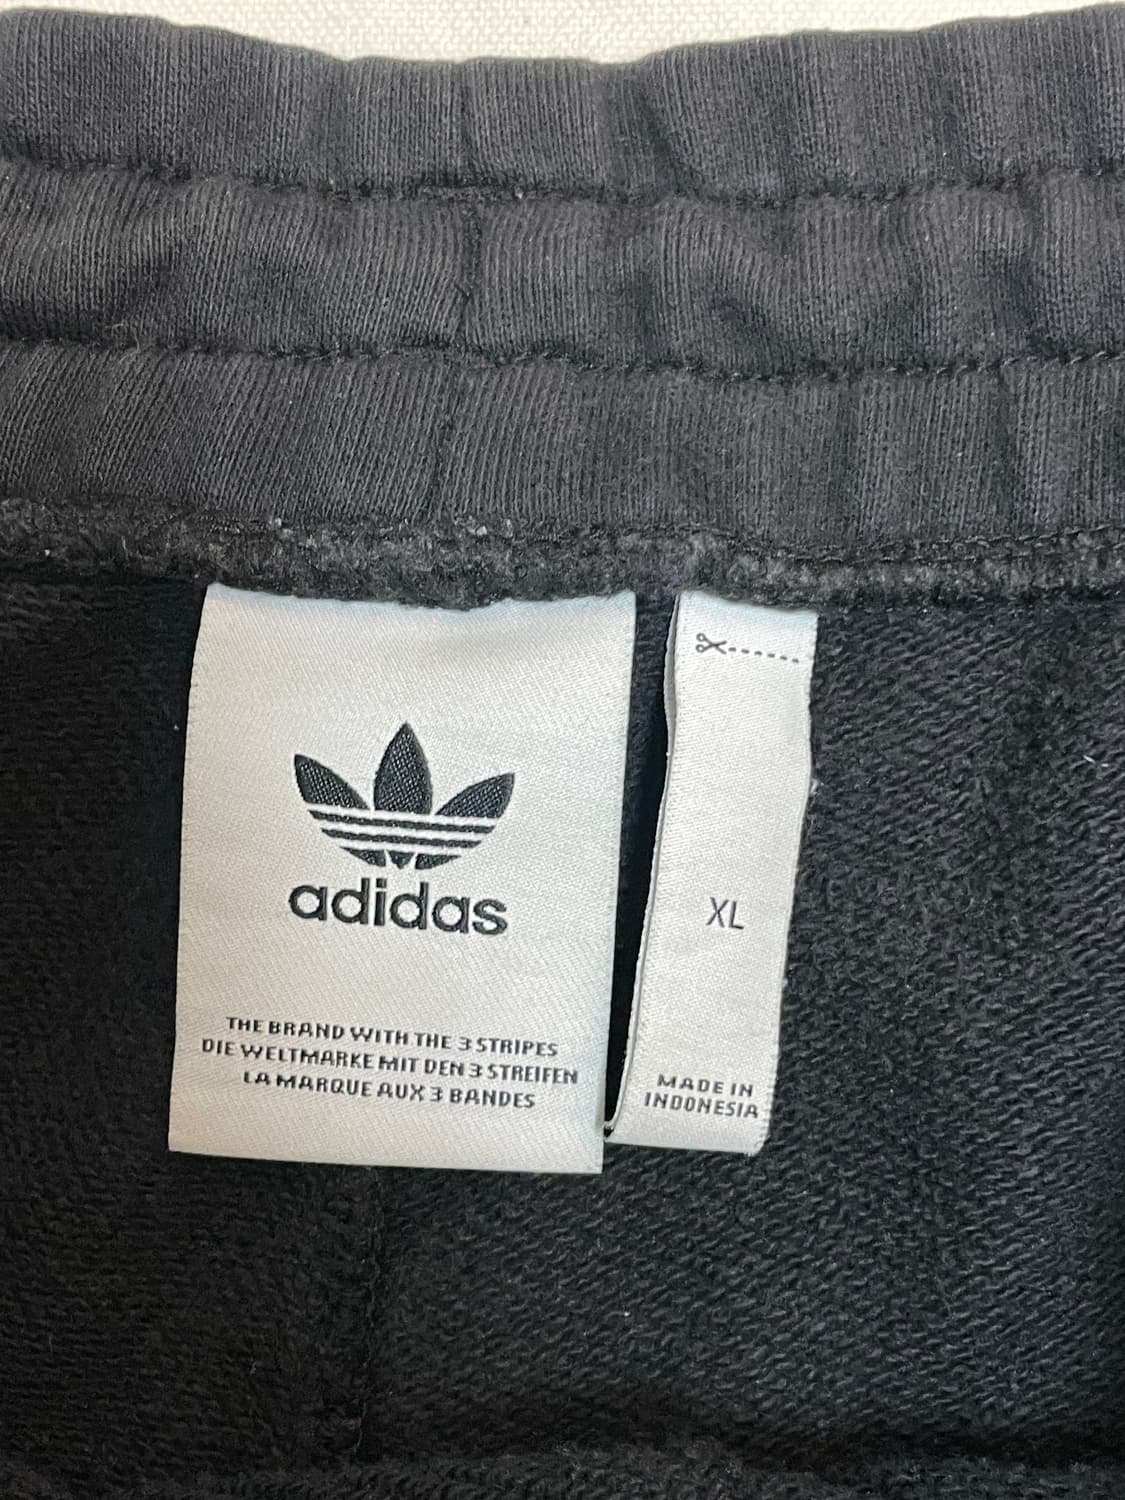 adidas
THE BRAND WITH THE 3 STRIPES
DIE WELTMARKE MIT DEN 3 STREIFEN
LA MARQUE AUX 3 BANDES
XL
MADE IN
INDONESIA